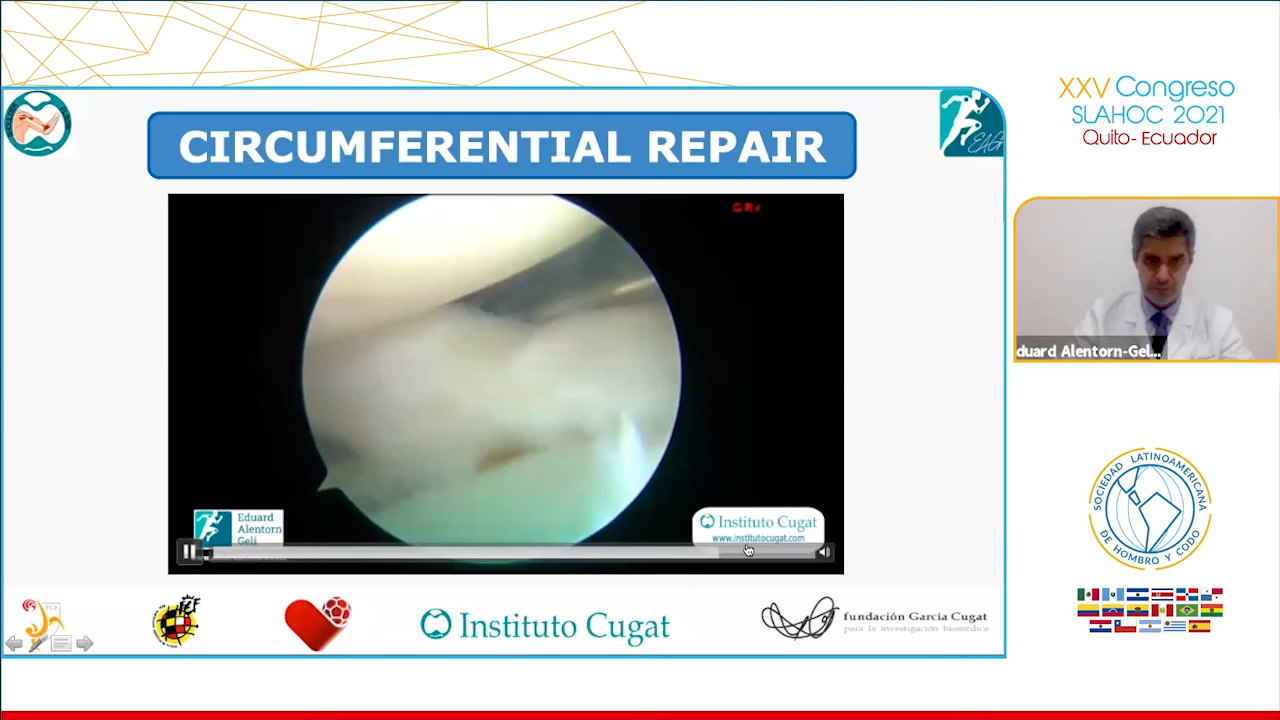 XXV Congreso
SLAHOC 2021
Quito - Ecuador
CIRCUMFERENTIAL REPAIR
Eduard
Alentorn
Geli
Instituto Cugat
www.institutocugat.com
duard Alentorn-Gel...
SOCIEDAD LATINOAMERICANA
DE HOMBRO Y CODO
Instituto Cugat
fundación García Cugat
para la investigación biomédica